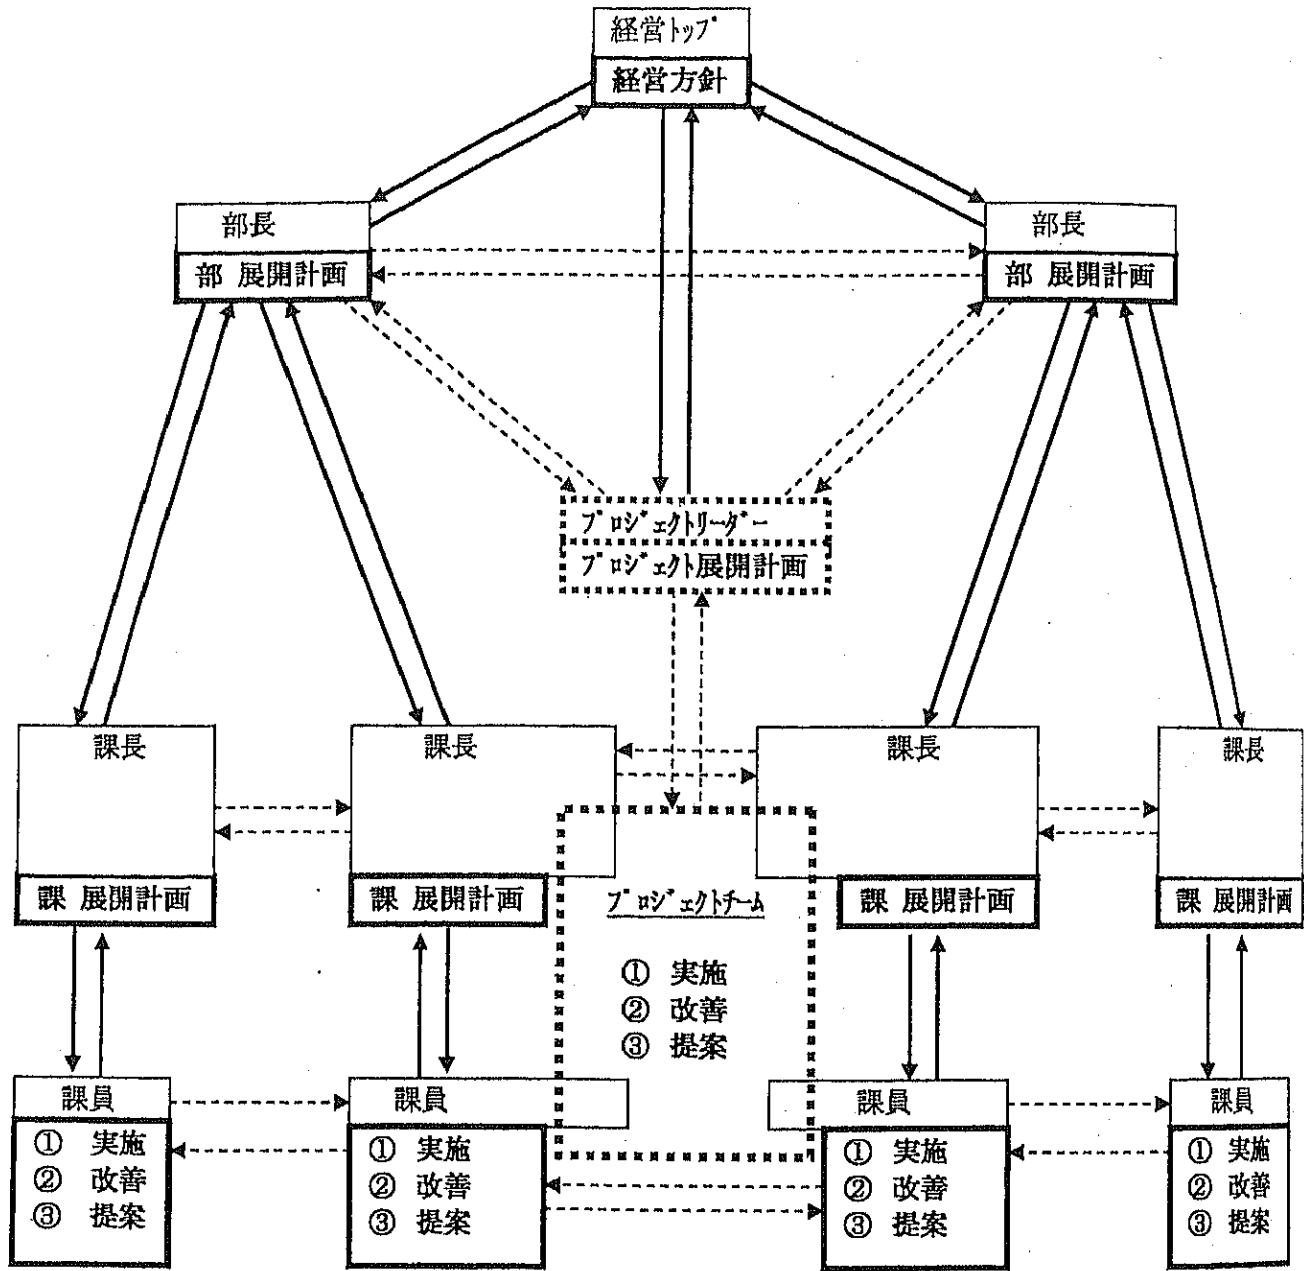 経営ﾄｯﾌﾟ
経営方針
部長
部 展開計画
部長
部 展開計画
ﾌﾟﾛｼﾞｪｸﾄﾘｰﾀﾞｰ
ﾌﾟﾛｼﾞｪｸﾄ展開計画
課長
課 展開計画
課長
課 展開計画
課長
課 展開計画
課長
課 展開計画
ﾌﾟﾛｼﾞｪｸﾄﾁｰﾑ
① 実施
② 改善
③ 提案
課員
① 実施
② 改善
③ 提案
課員
① 実施
② 改善
③ 提案
課員
① 実施
② 改善
③ 提案
課員
① 実施
② 改善
③ 提案